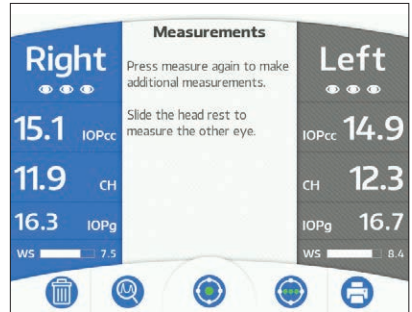 Measurements
Right
Press measure again to make
additional measurements.
Slide the head rest to
measure the other eye.
Left
15.1 IOPcc
11.9 CH
16.3 IOPg
WS 7.5
IOPcc 14.9
CH 12.3
IOPg 16.7
WS 8.4